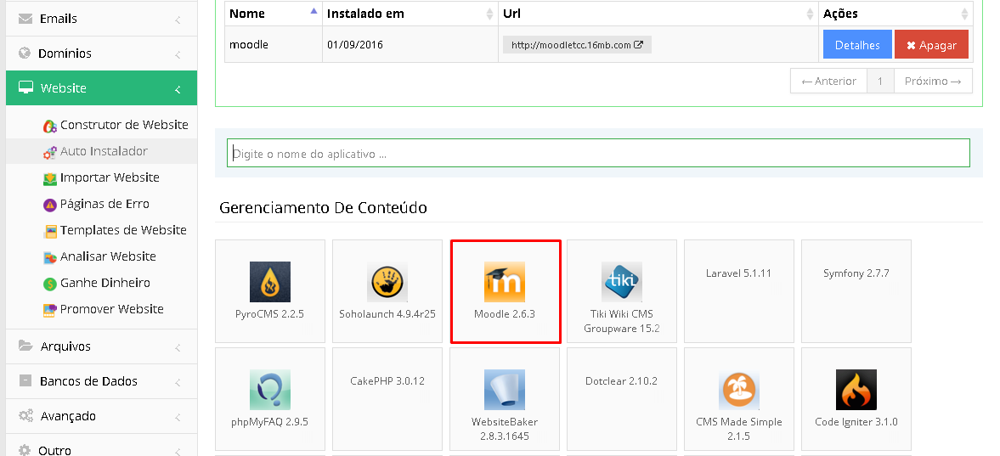 Emails
Domínios
Website
Construtor de Website
Auto Instalador
Importar Website
Páginas de Erro
Templates de Website
Analisar Website
Ganhe Dinheiro
Promover Website
Arquivos
Bancos de Dados
Avançado
Outro
Nome Instalado em Url Ações
moodle 01/09/2016 http://moodletcc.16mb.com Detalhes ✖ Apagar
← Anterior 1 Próximo →
Digite o nome do aplicativo ...
Gerenciamento De Conteúdo
PyroCMS 2.2.5
Soholaunch 4.9.4r25
Moodle 2.6.3
tiki
Tiki Wiki CMS
Groupware 15.2
Laravel 5.1.11
Symfony 2.7.7
phpMyFAQ 2.9.5
CakePHP 3.0.12
WebsiteBaker
2.8.3.1645
Dotclear 2.10.2
CMS Made Simple
2.1.5
Code Igniter 3.1.0